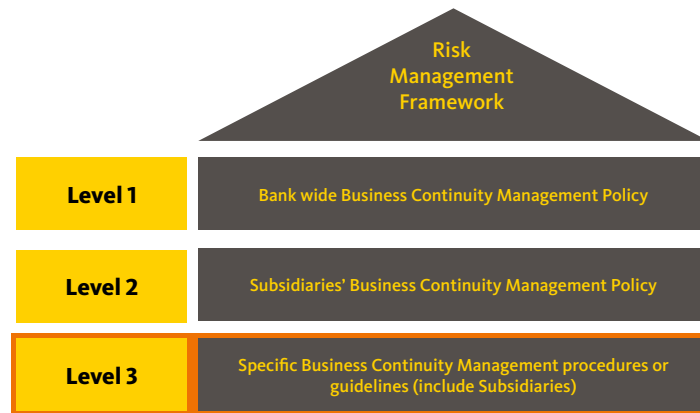 Risk
Management
Framework
Level 1
Bank wide Business Continuity Management Policy
Level 2
Subsidiaries' Business Continuity Management Policy
Level 3
Specific Business Continuity Management procedures or
guidelines (include Subsidiaries)